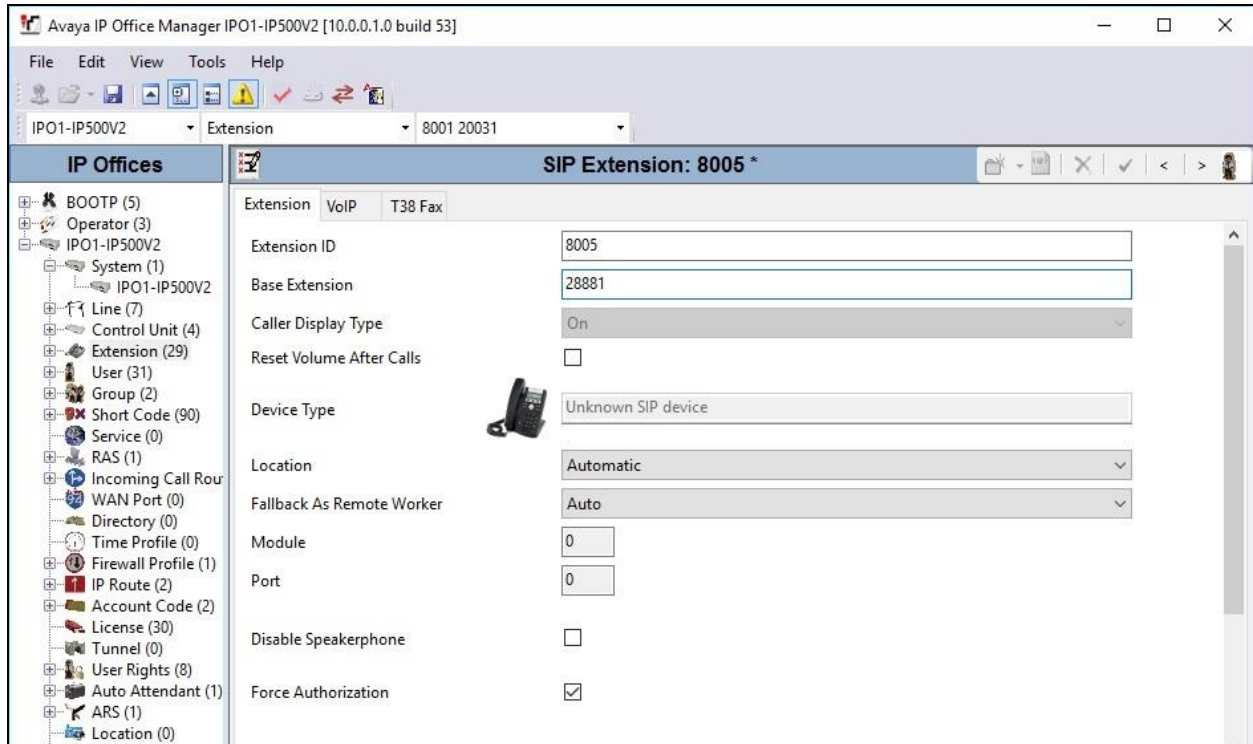 Avaya IP Office Manager IPO1-IP500V2 [10.0.0.1.0 build 53]
File Edit View Tools Help
IPO1-IP500V2 Extension 8001 20031
IP Offices
SIP Extension: 8005 *
BOOTP (5)
Operator (3)
IPO1-IP500V2
System (1)
IPO1-IP500V2
Line (7)
Control Unit (4)
Extension (29)
User (31)
Group (2)
Short Code (90)
Service (0)
RAS (1)
Incoming Call Rou
WAN Port (0)
Directory (0)
Time Profile (0)
Firewall Profile (1)
IP Route (2)
Account Code (2)
License (30)
Tunnel (0)
User Rights (8)
Auto Attendant (1)
ARS (1)
Location (0)
Extension VoIP T38 Fax
Extension ID 8005
Base Extension 28881
Caller Display Type On
Reset Volume After Calls
Device Type Unknown SIP device
Location Automatic
Fallback As Remote Worker Auto
Module 0
Port 0
Disable Speakerphone
Force Authorization